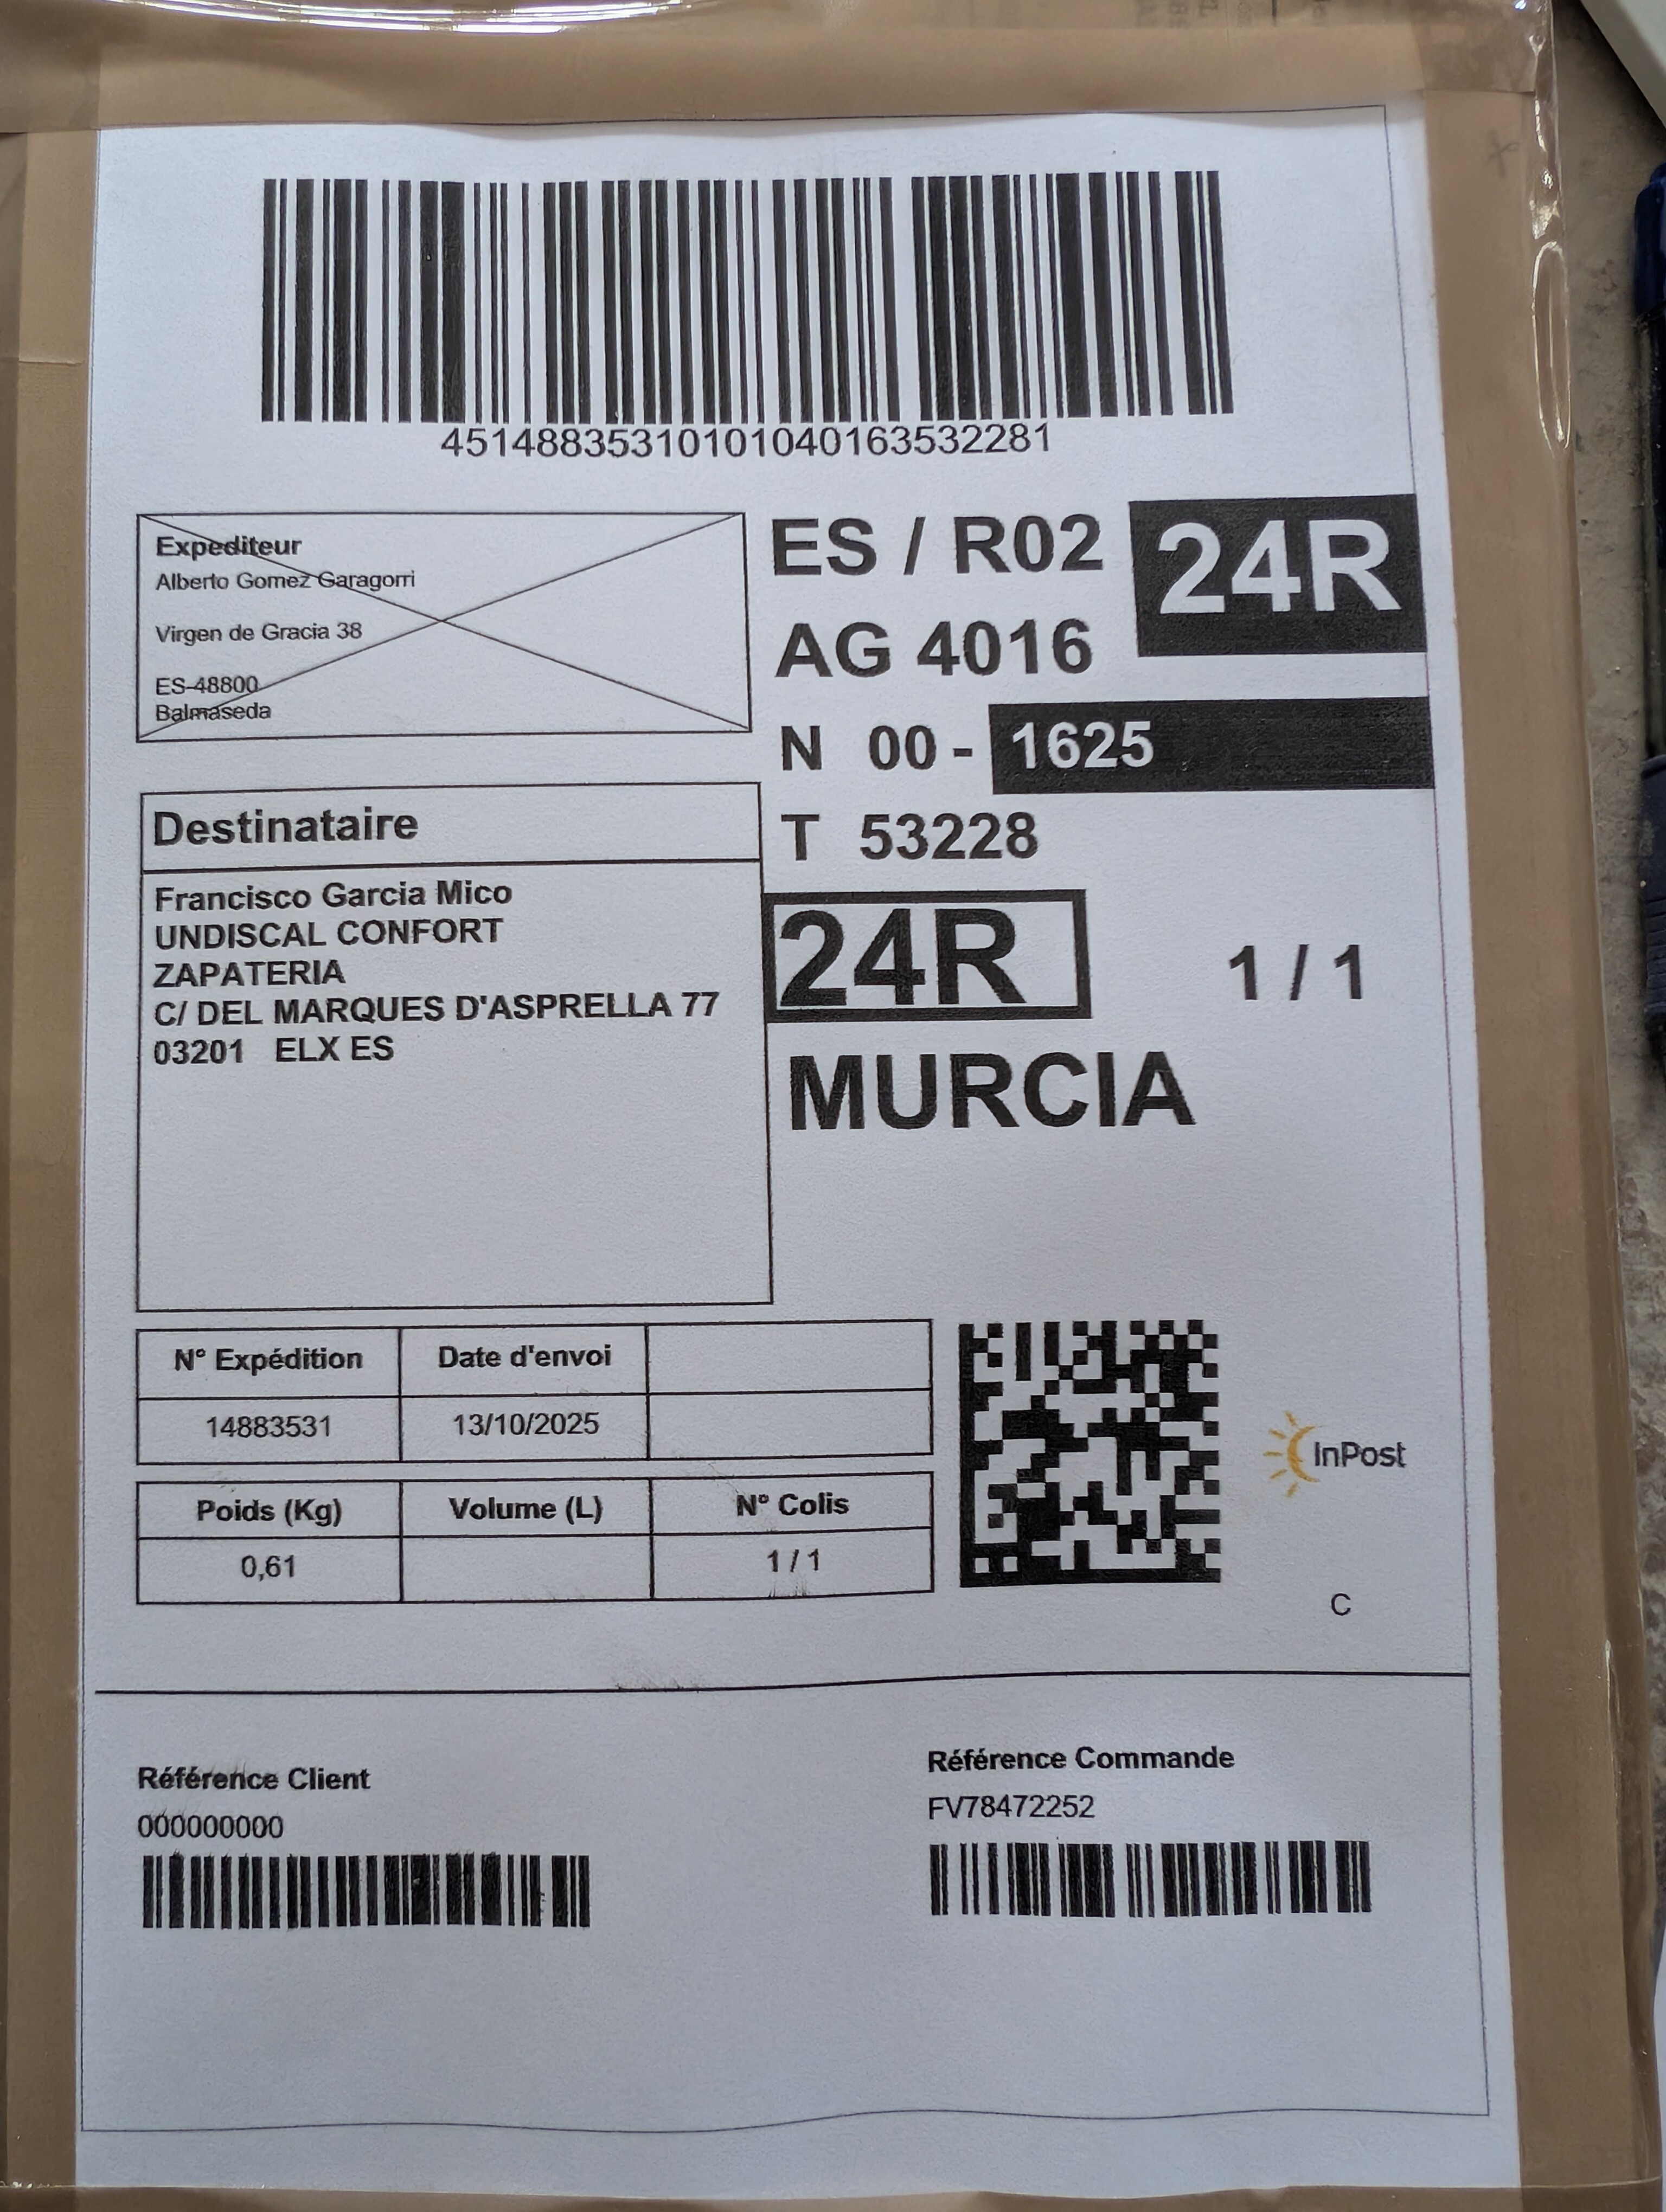 45148835310101040163532281
Expediteur
Alberto Gomez Garagorri
Virgen de Gracia 38
ES-48800
Balmaseda
ES / R02
24R
AG 4016
N 00 - 1625
T 53228
24R
1 / 1
MURCIA
Destinataire
Francisco Garcia Mico
UNDISCAL CONFORT
ZAPATERIA
C/ DEL MARQUES D'ASPRELLA 77
03201 ELX ES
N° Expédition Date d'envoi
14883531 13/10/2025
Poids (Kg) Volume (L) N° Colis
0,61 1 / 1
InPost
C
Référence Client
000000000
Référence Commande
FV78472252